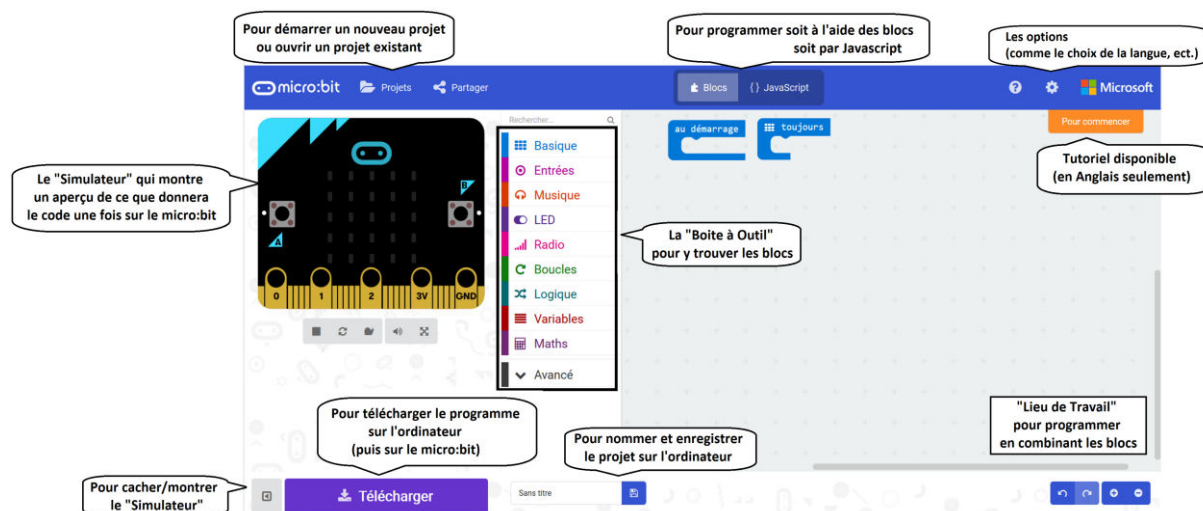 Pour démarrer un nouveau projet
ou ouvrir un projet existant
Pour programmer soit à l'aide des blocs
soit par Javascript
Les options
(comme le choix de la langue, ect.)
micro:bit
Projets
Partager
Blocs
{} JavaScript
Microsoft
Rechercher...
au démarrage
toujours
Pour commencer
Basique
Entrées
Musique
LED
Radio
Boucles
Logique
Variables
Maths
Avancé
Tutoriel disponible
(en Anglais seulement)
Le "Simulateur" qui montre
un aperçu de ce que donnera
le code une fois sur le micro:bit
B
A
0
1
2
3V
GND
La "Boite à Outil"
pour y trouver les blocs
Pour télécharger le programme
sur l'ordinateur
(puis sur le micro:bit)
Pour nommer et enregistrer
le projet sur l'ordinateur
"Lieu de Travail"
pour programmer
en combinant les blocs
Pour cacher/montrer
le "Simulateur"
Télécharger
Sans titre